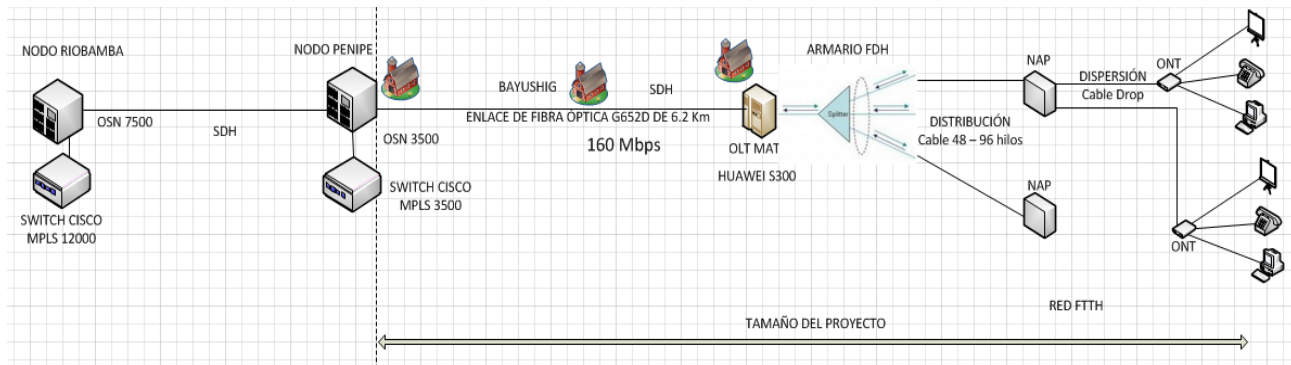 NODO RIOBAMBA
OSN 7500
SWITCH CISCO
MPLS 12000
SDH
NODO PENIPE
OSN 3500
SWITCH CISCO
MPLS 3500
BAYUSHIG
SDH
ENLACE DE FIBRA ÓPTICA G652D DE 6.2 Km
160 Mbps
OLT MAT
HUAWEI S300
ARMARIO FDH
Splitter
DISTRIBUCIÓN
Cable 48 – 96 hilos
NAP
NAP
DISPERSIÓN
Cable Drop
ONT
ONT
RED FTTH
TAMAÑO DEL PROYECTO